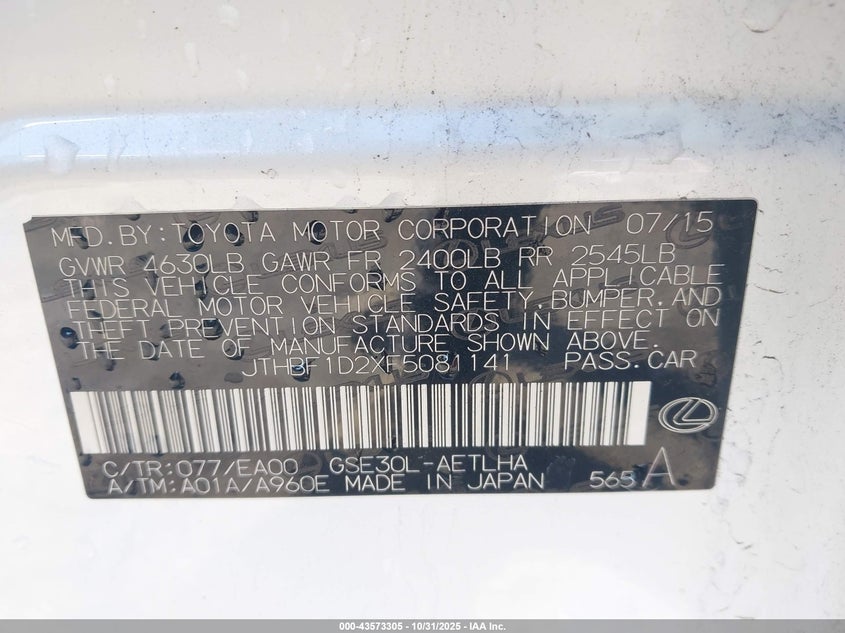 MFD.BY:TOYOTA MOTOR CORPORATION 07/15
GVWR 4630LB GAWR FR 2400LB RR 2545LB
THIS VEHICLE CONFORMS TO ALL APPLICABLE
FEDERAL MOTOR VEHICLE SAFETY,BUMPER,AND
THEFT PREVENTION STANDARDS IN EFFECT ON
THE DATE OF MANUFACTURE SHOWN ABOVE.
JTHBF1D2XF5081141 PASS.CAR
C/TR:077/EA00 GSE30L-AETLHA
A/TM:A01A/A960E MADE IN JAPAN 565 A
000-43573305 - 10/31/2025 - IAA Inc.